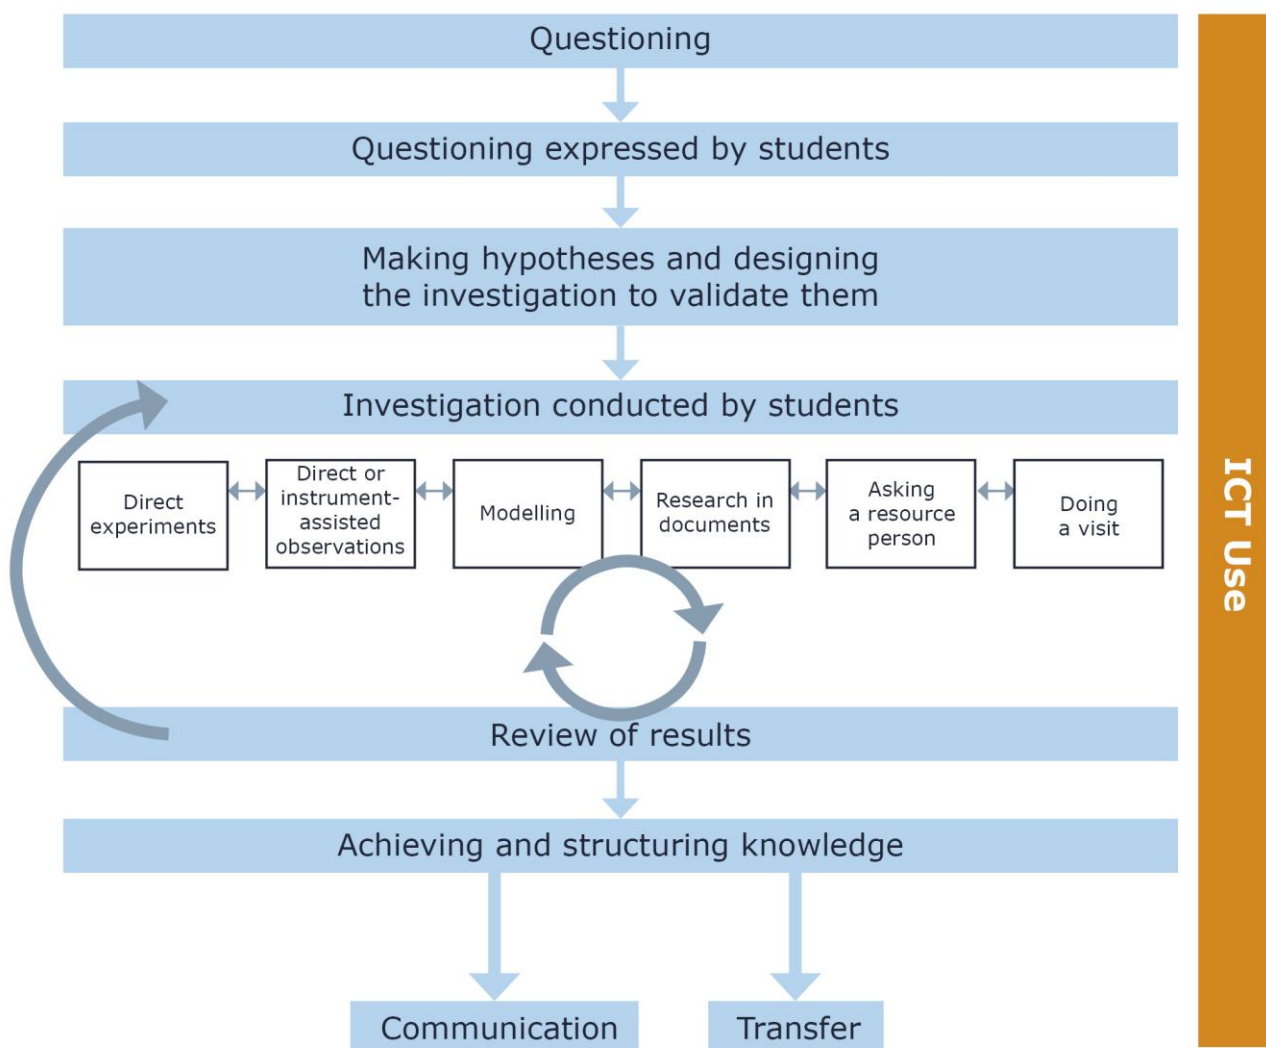 Questioning
Questioning expressed by students
Making hypotheses and designing
the investigation to validate them
Investigation conducted by students
Direct
experiments
Direct or
instrument-
assisted
observations
Modelling
Research in
documents
Asking
a resource
person
Doing
a visit
Review of results
Achieving and structuring knowledge
Communication
Transfer
ICT Use